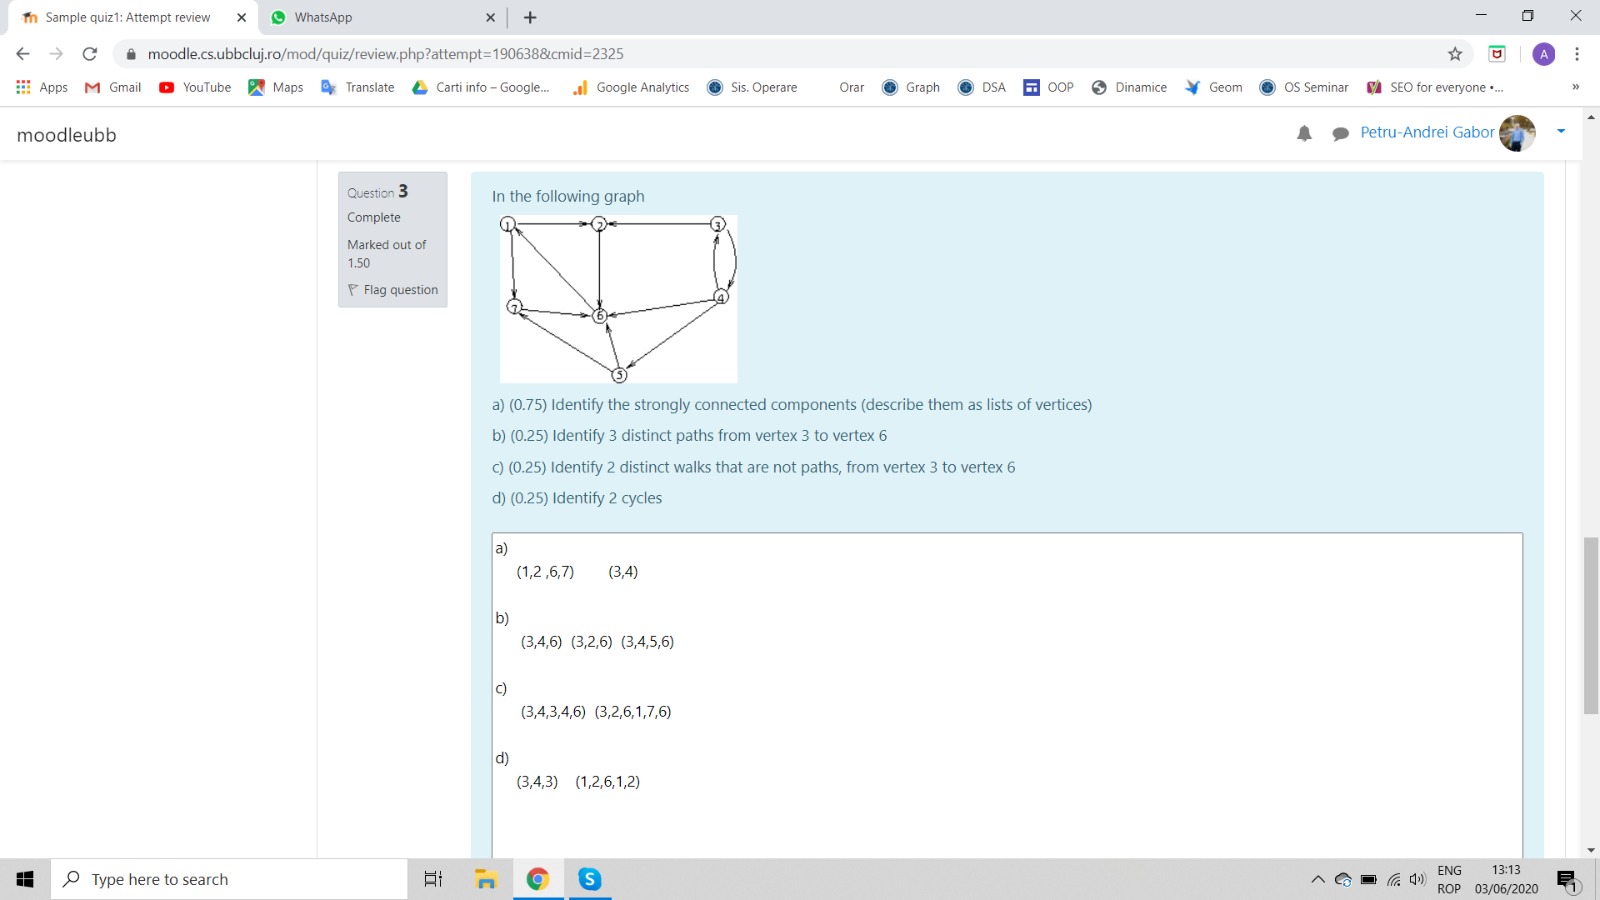 Sample quiz1: Attempt review
WhatsApp
moodle.cs.ubbcluj.ro/mod/quiz/review.php?attempt=190638&cmid=2325
A
Apps Gmail YouTube Maps Translate Carti info – Google... Google Analytics Sis. Operare Orar Graph DSA OOP Dinamice Geom OS Seminar SEO for everyone •... »
moodleubb
Petru-Andrei Gabor
Question 3
Complete
Marked out of
1.50
Flag question
In the following graph
1 2 3
7 6 4
5
a) (0.75) Identify the strongly connected components (describe them as lists of vertices)
b) (0.25) Identify 3 distinct paths from vertex 3 to vertex 6
c) (0.25) Identify 2 distinct walks that are not paths, from vertex 3 to vertex 6
d) (0.25) Identify 2 cycles
a)
(1,2 ,6,7) (3,4)
b)
(3,4,6) (3,2,6) (3,4,5,6)
c)
(3,4,3,4,6) (3,2,6,1,7,6)
d)
(3,4,3) (1,2,6,1,2)
Type here to search
S
ENG
ROP
13:13
03/06/2020
1